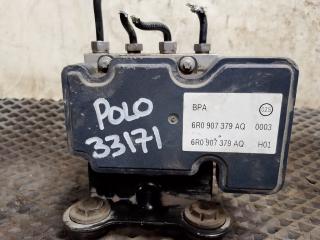 POLO
33171
BPA
6R0 907 379 AQ 0003
6R0 907 379 AQ H01